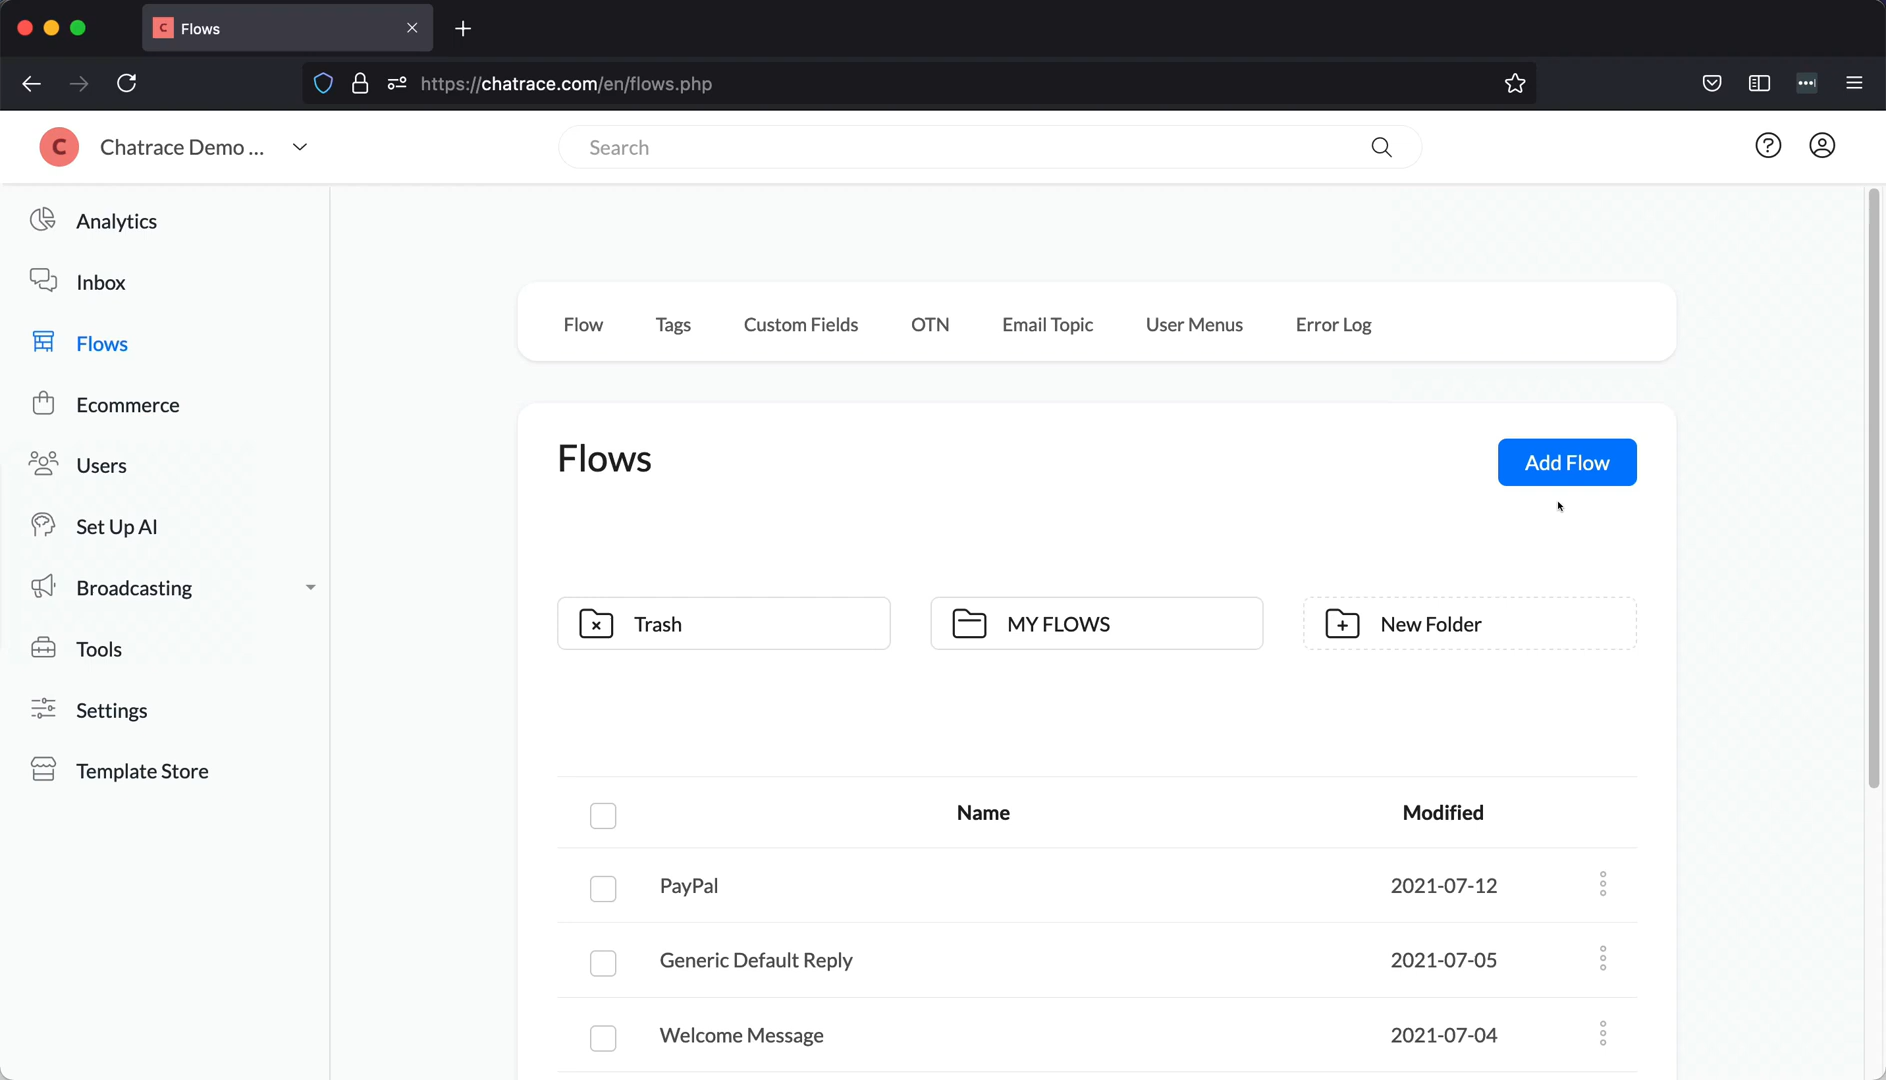 C Flows
https://chatrace.com/en/flows.php
C Chatrace Demo ...
Search
Analytics
Inbox
Flows
Ecommerce
Users
Set Up AI
Broadcasting
Tools
Settings
Template Store
Flow Tags Custom Fields OTN Email Topic User Menus Error Log
Flows
Add Flow
Trash MY FLOWS New Folder
Name Modified
PayPal 2021-07-12
Generic Default Reply 2021-07-05
Welcome Message 2021-07-04